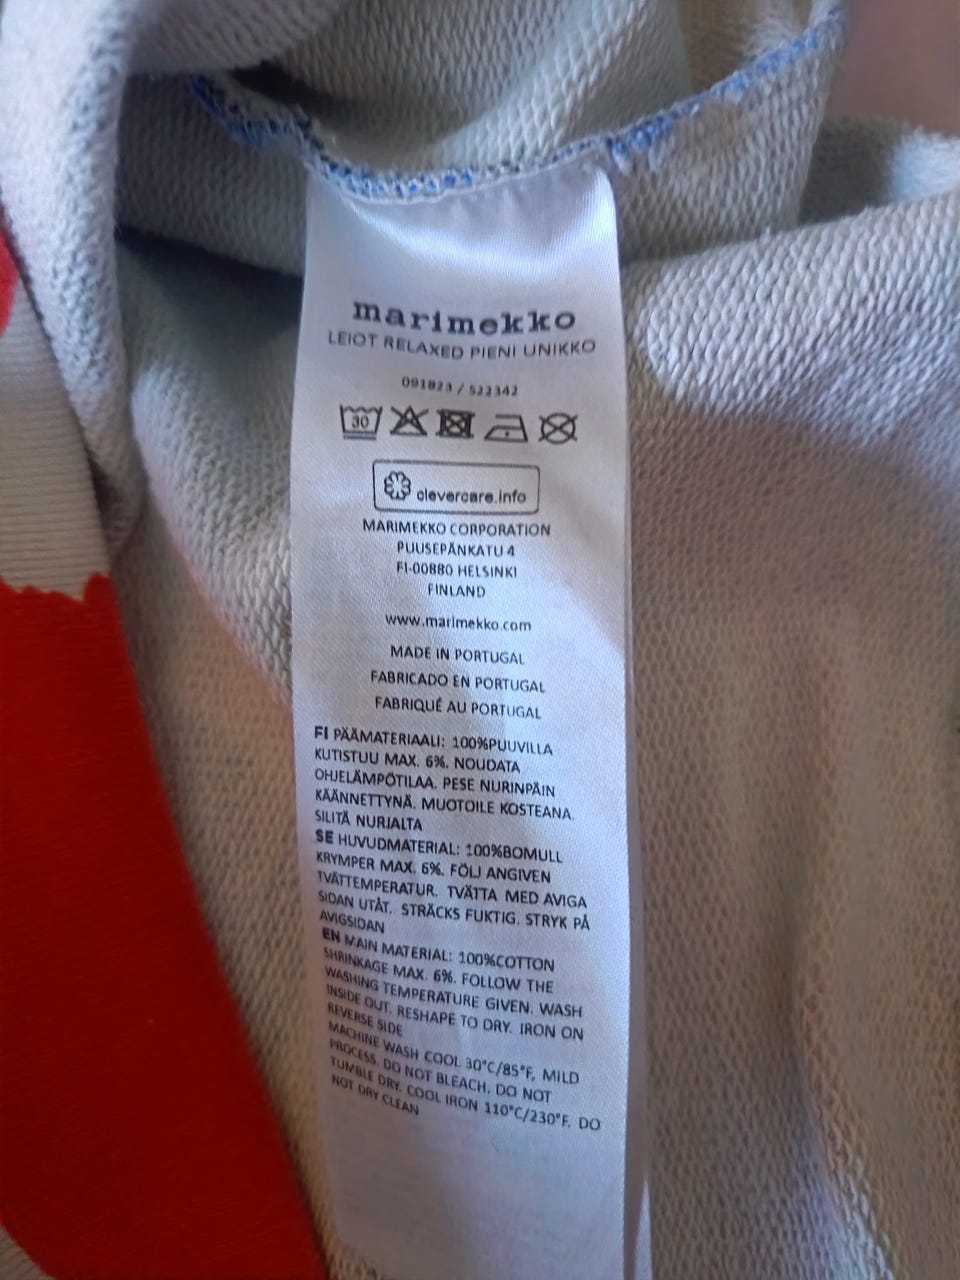 marimekko
LEIOT RELAXED PIENI UNIKKO
091823 / 522342
30
clevercare.info
MARIMEKKO CORPORATION
PUUSEPÄNKATU 4
FI-00880 HELSINKI
FINLAND
www.marimekko.com
MADE IN PORTUGAL
FABRICADO EN PORTUGAL
FABRIQUÉ AU PORTUGAL
FI PÄÄMATERIAALI: 100%PUUVILLA
KUTISTUU MAX. 6%. NOUDATA
OHJELÄMPÖTILAA. PESE NURINPÄIN
KÄÄNNETTYNÄ. MUOTOILE KOSTEANA.
SILITÄ NURJALTA
SE HUVUDMATERIAL: 100%BOMULL
KRYMPER MAX. 6%. FÖLJ ANGIVEN
TVÄTTEMPERATUR. TVÄTTA MED AVIGA
SIDAN UTÅT. STRÄCKS FUKTIG. STRYK PÅ
AVIGSIDAN
EN MAIN MATERIAL: 100%COTTON
SHRINKAGE MAX. 6%. FOLLOW THE
WASHING TEMPERATURE GIVEN. WASH
INSIDE OUT. RESHAPE TO DRY. IRON ON
REVERSE SIDE
MACHINE WASH COOL 30°C/85°F, MILD
PROCESS. DO NOT BLEACH. DO NOT
TUMBLE DRY. COOL IRON 110°C/230°F. DO
NOT DRY CLEAN